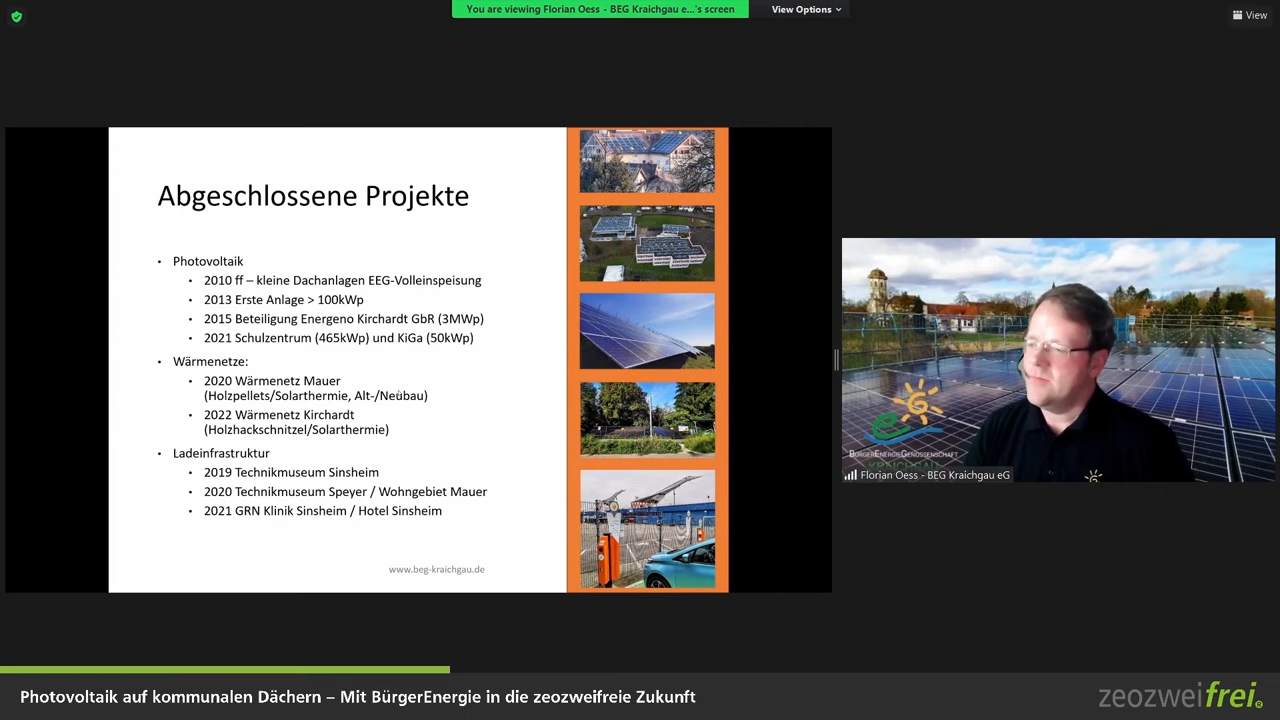 You are viewing Florian Oess - BEG Kraichgau e...'s screen
View Options
View
Abgeschlossene Projekte
• Photovoltaik
• 2010 ff – kleine Dachanlagen EEG-Volleinspeisung
• 2013 Erste Anlage > 100kWp
• 2015 Beteiligung Energeno Kirchardt GbR (3MWp)
• 2021 Schulzentrum (465kWp) und KiGa (50kWp)
• Wärmenetze:
• 2020 Wärmenetz Mauer
(Holzpellets/Solarthermie, Alt-/Neubau)
• 2022 Wärmenetz Kirchardt
(Holzhackschnitzel/Solarthermie)
• Ladeinfrastruktur
• 2019 Technikmuseum Sinsheim
• 2020 Technikmuseum Speyer / Wohngebiet Mauer
• 2021 GRN Klinik Sinsheim / Hotel Sinsheim
www.beg-kraichgau.de
BÜRGERENERGIEGENOSSENSCHAFT
KRAICHGAU
Florian Oess - BEG Kraichgau eG
Photovoltaik auf kommunalen Dächern – Mit BürgerEnergie in die zeozweifreie Zukunft
zeozweifrei.